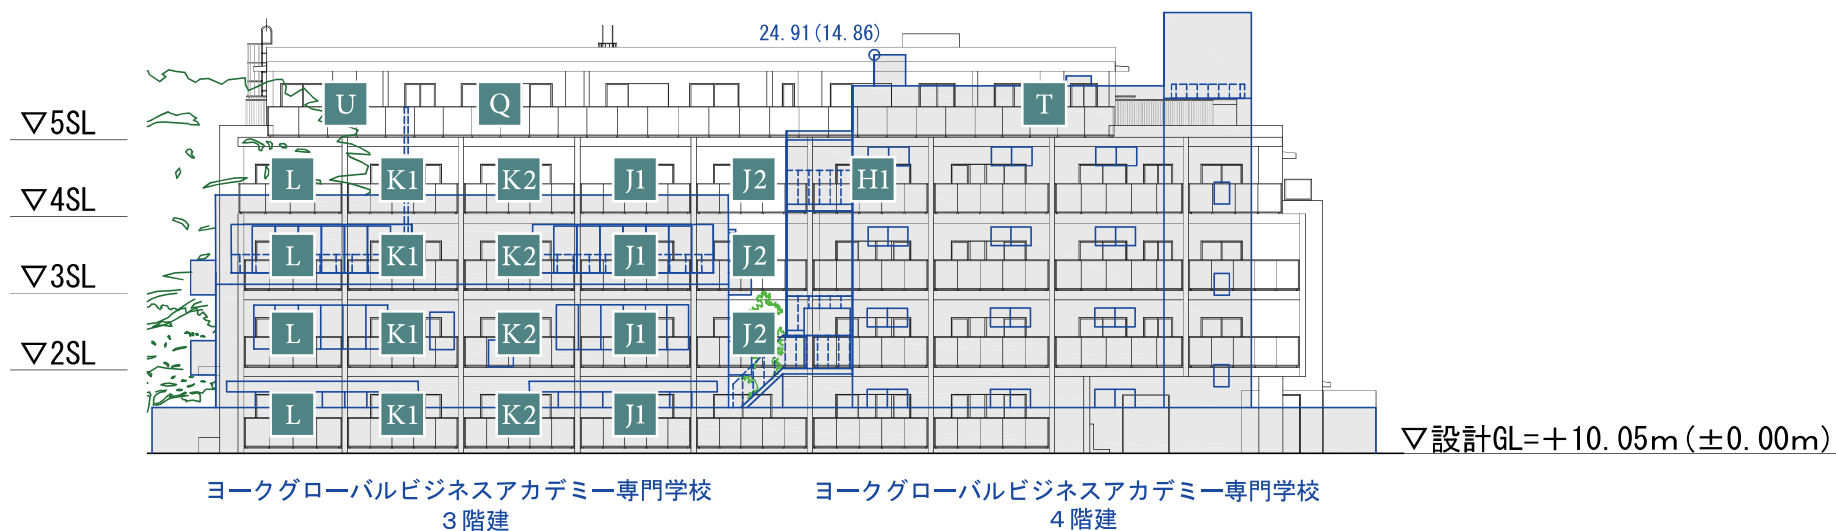 24.91(14.86)
U Q T
▽5SL
L K1 K2 J1 J2 H1
▽4SL
L K1 K2 J1 J2
▽3SL
L K1 K2 J1 J2
▽2SL
L K1 K2 J1
▽設計GL=+10.05m(±0.00m)
ヨークグローバルビジネスアカデミー専門学校
3階建
ヨークグローバルビジネスアカデミー専門学校
4階建